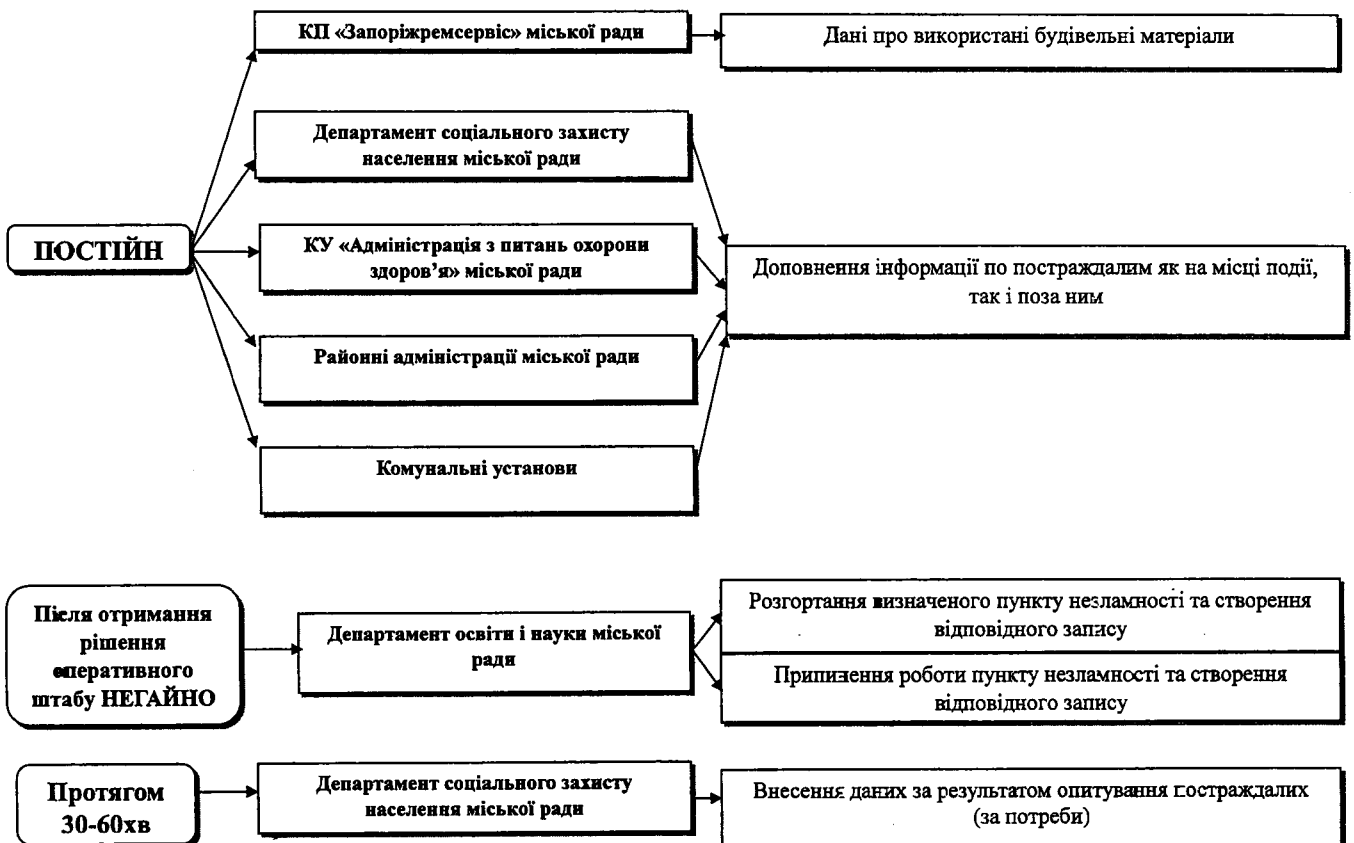 КП «Запоріжремсервіс» міської ради
Дані про використані будівельні матеріали
Департамент соціального захисту
населення міської ради
ПОСТІЙН
КУ «Адміністрація з питань охорони
здоров’я» міської ради
Доповнення інформації по постраждалим як на місці події,
так і поза ним
Районні адміністрації міської ради
Комунальні установи
Після отримання
рішення
оперативного
штабу НЕГАЙНО
Департамент освіти і науки міської
ради
Розгортання визначеного пункту незламності та створення
відповідного запису
Припинення роботи пункту незламності та створення
відповідного запису
Протягом
30-60хв
Департамент соціального захисту
населення міської ради
Внесення даних за результатом опитування постраждалих
(за потреби)